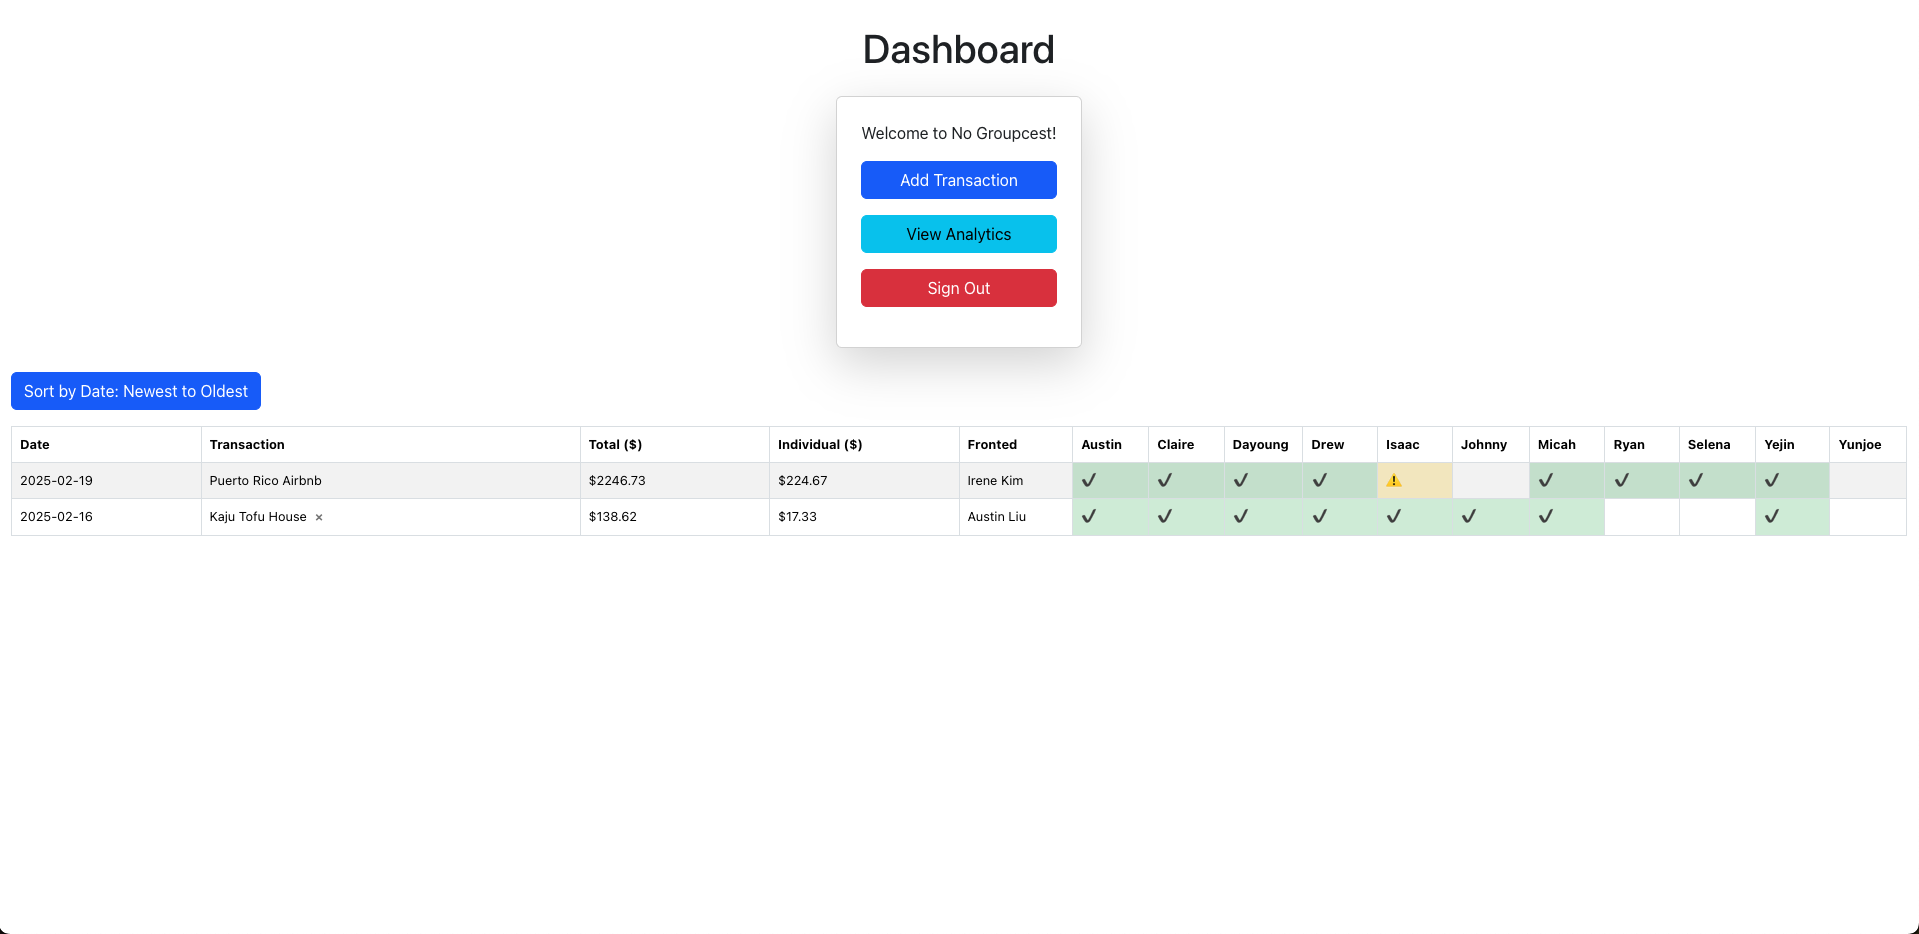 Dashboard
Welcome to No Groupcest!
Add Transaction
View Analytics
Sign Out
Sort by Date: Newest to Oldest
Date Transaction Total ($) Individual ($) Fronted Austin Claire Dayoung Drew Isaac Johnny Micah Ryan Selena Yejin Yunjoe
2025-02-19 Puerto Rico Airbnb $2246.73 $224.67 Irene Kim ✔ ✔ ✔ ✔ ⚠ ✔ ✔ ✔ ✔
2025-02-16 Kaju Tofu House × $138.62 $17.33 Austin Liu ✔ ✔ ✔ ✔ ✔ ✔ ✔ ✔